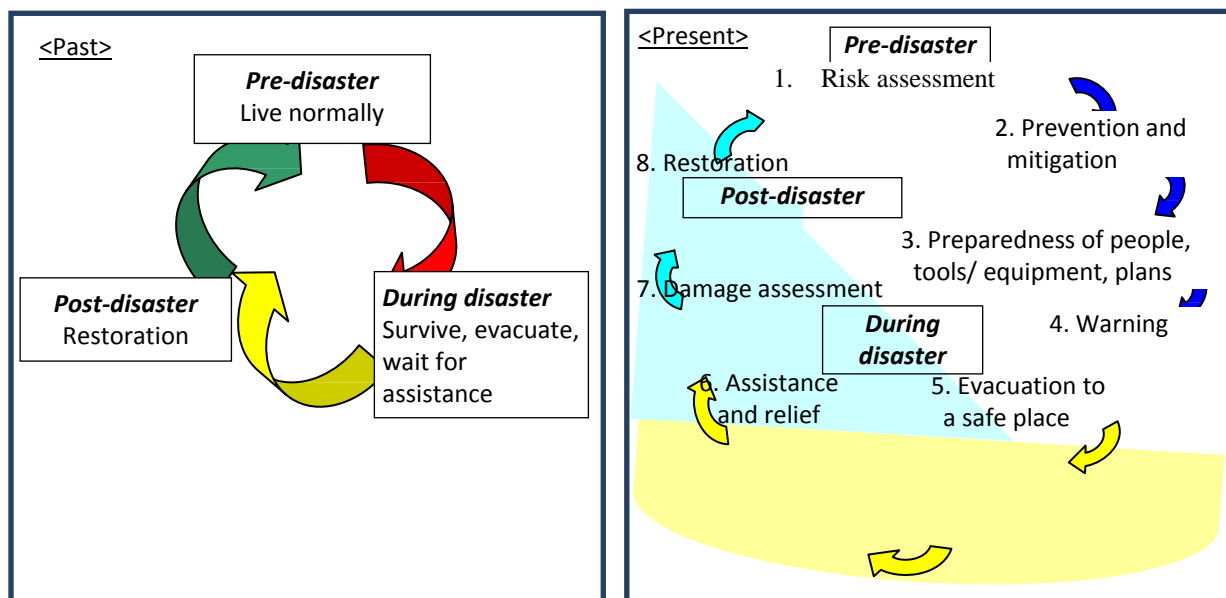 <Past>
Pre-disaster
Live normally
Post-disaster
Restoration
During disaster
Survive, evacuate,
wait for
assistance
<Present>
Pre-disaster
1. Risk assessment
2. Prevention and
mitigation
3. Preparedness of people,
tools/ equipment, plans
4. Warning
During
disaster
5. Evacuation to
a safe place
6. Assistance
and relief
Post-disaster
7. Damage assessment
8. Restoration